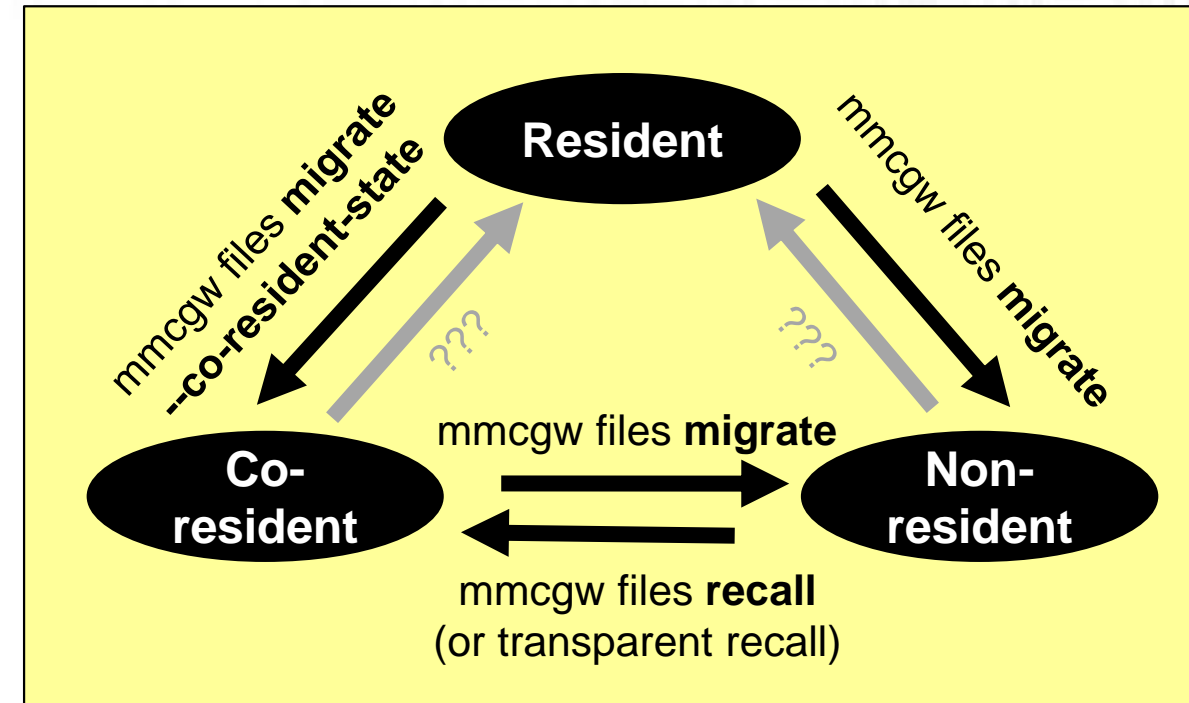 Resident
mmcgw files migrate
--co-resident-state
mmcgw files migrate
???
???
mmcgw files migrate
Co-
resident
Non-
resident
mmcgw files recall
(or transparent recall)